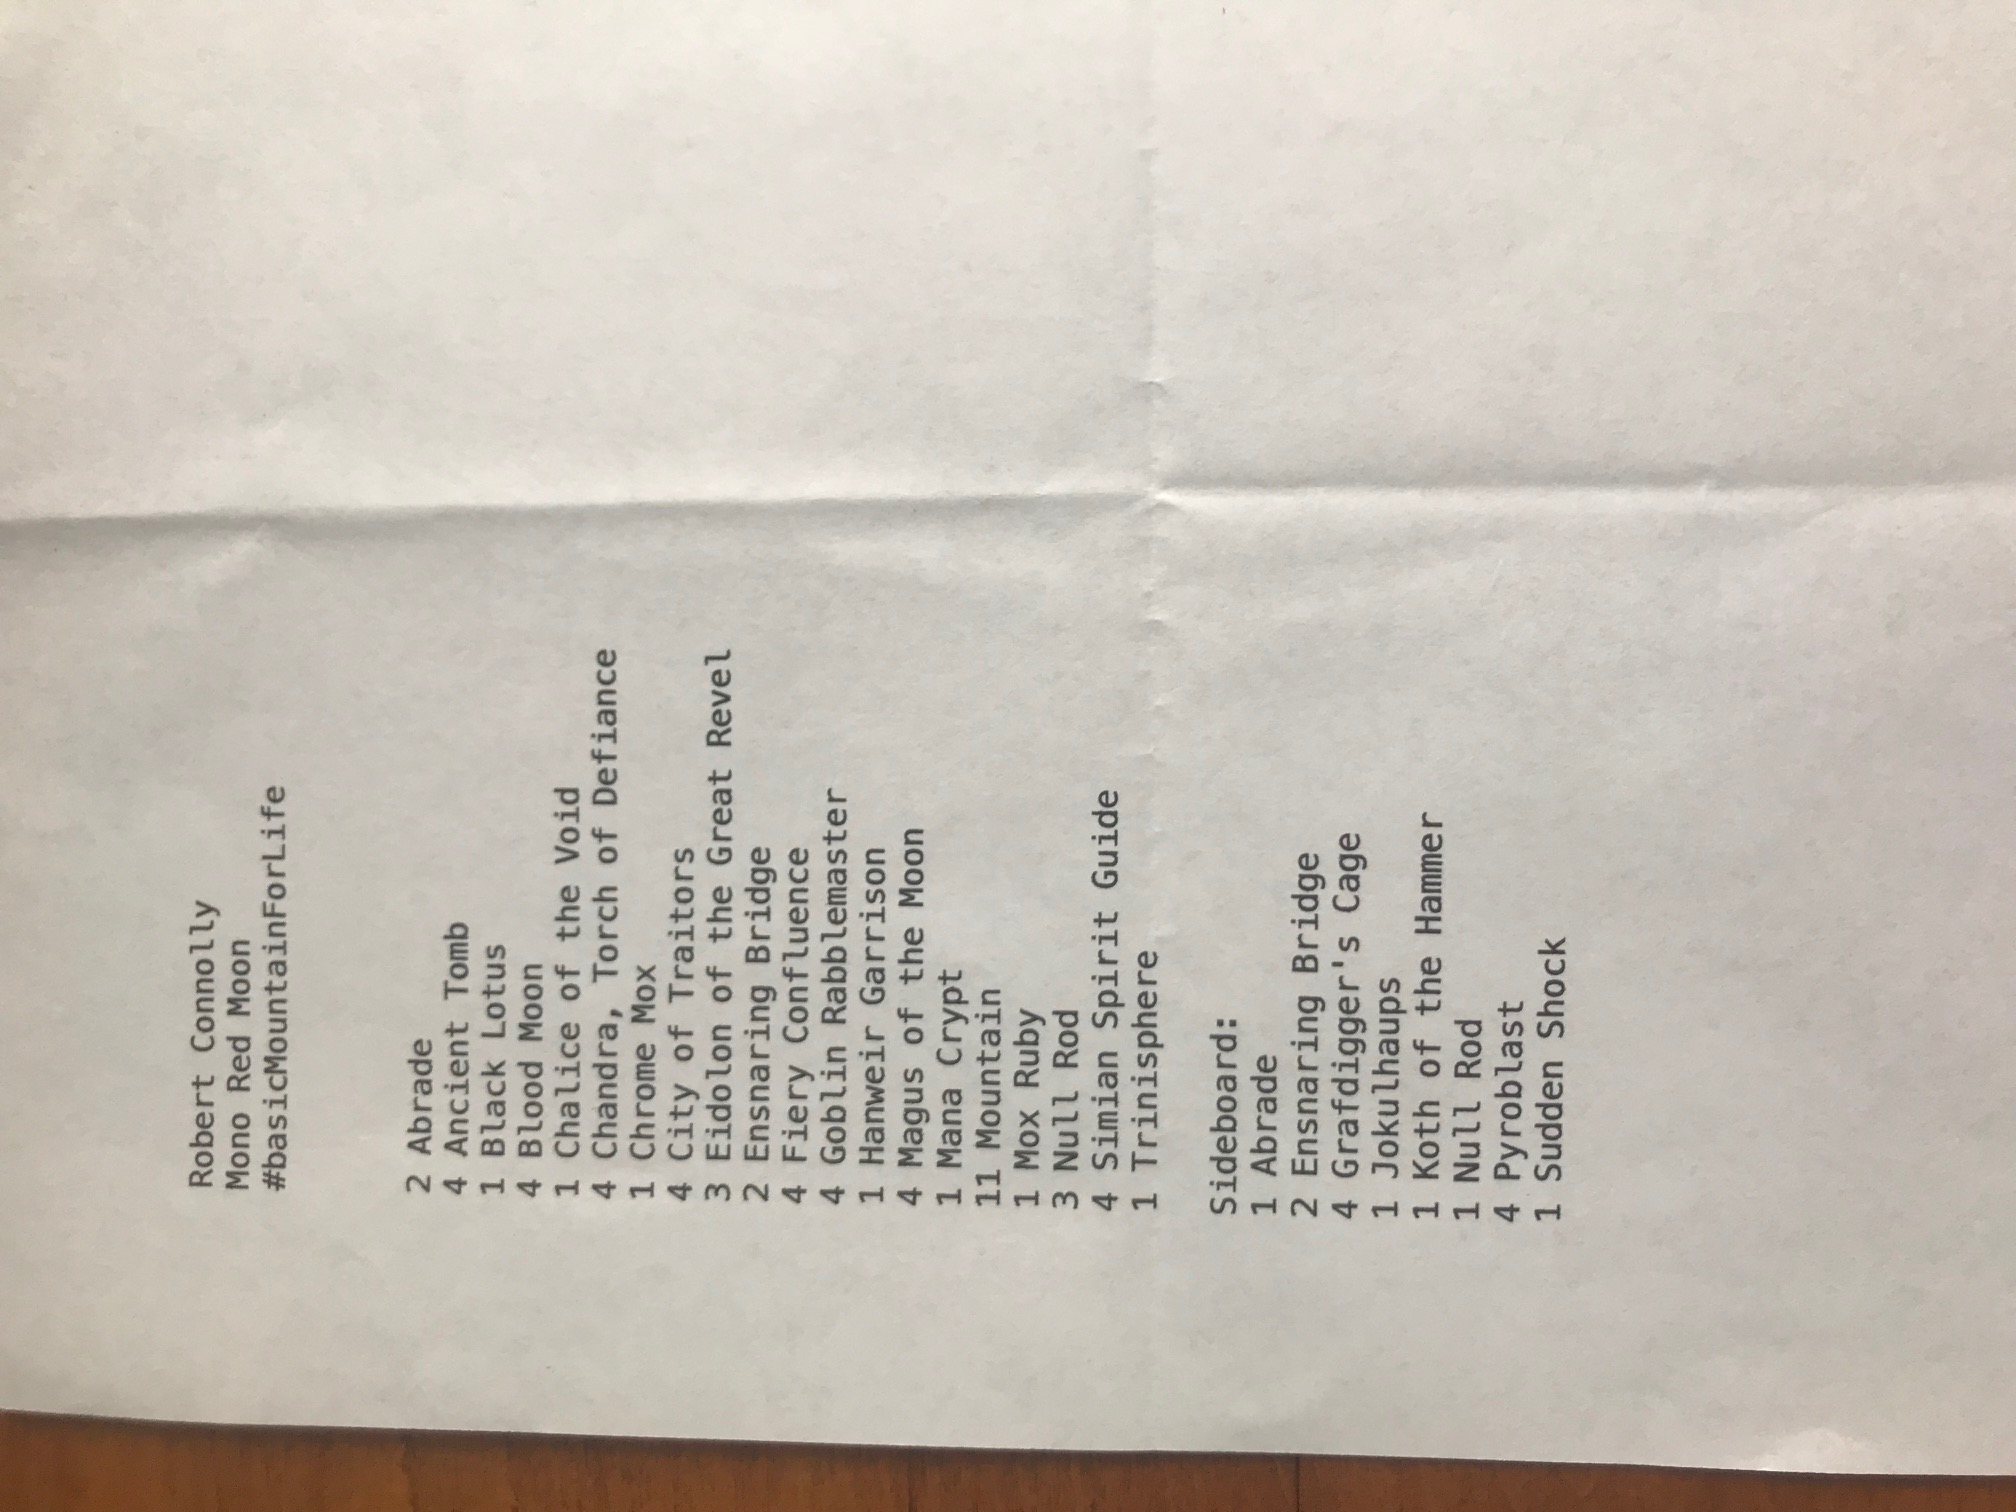 Robert Connolly
Mono Red Moon
#basicMountainForLife
2 Abrade
4 Ancient Tomb
1 Black Lotus
4 Blood Moon
1 Chalice of the Void
4 Chandra, Torch of Defiance
1 Chrome Mox
4 City of Traitors
3 Eidolon of the Great Revel
2 Ensnaring Bridge
4 Fiery Confluence
4 Goblin Rabblemaster
1 Hanweir Garrison
4 Magus of the Moon
1 Mana Crypt
11 Mountain
1 Mox Ruby
3 Null Rod
4 Simian Spirit Guide
1 Trinisphere
Sideboard:
1 Abrade
2 Ensnaring Bridge
4 Grafdigger's Cage
1 Jokulhaups
1 Koth of the Hammer
1 Null Rod
4 Pyroblast
1 Sudden Shock